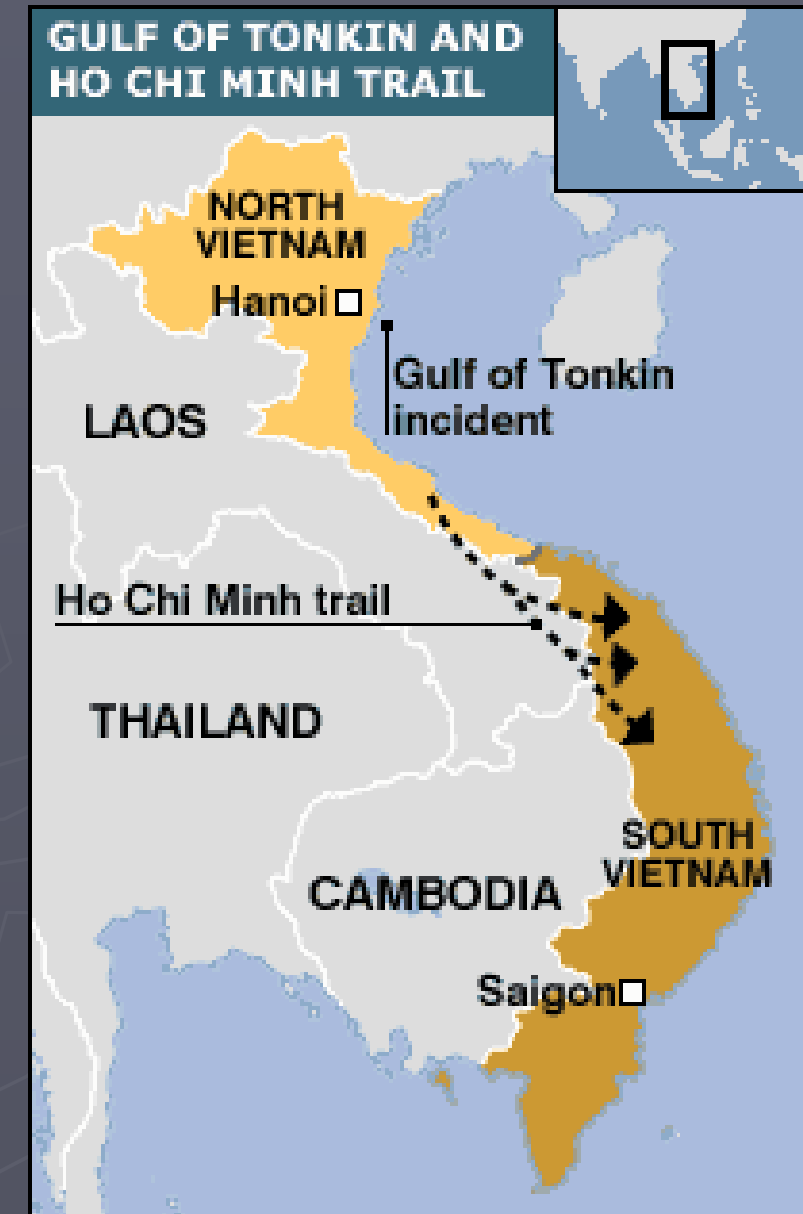 GULF OF TONKIN AND
HO CHI MINH TRAIL
NORTH
VIETNAM
Hanoi
Gulf of Tonkin
incident
LAOS
Ho Chi Minh trail
THAILAND
SOUTH
VIETNAM
CAMBODIA
Saigon